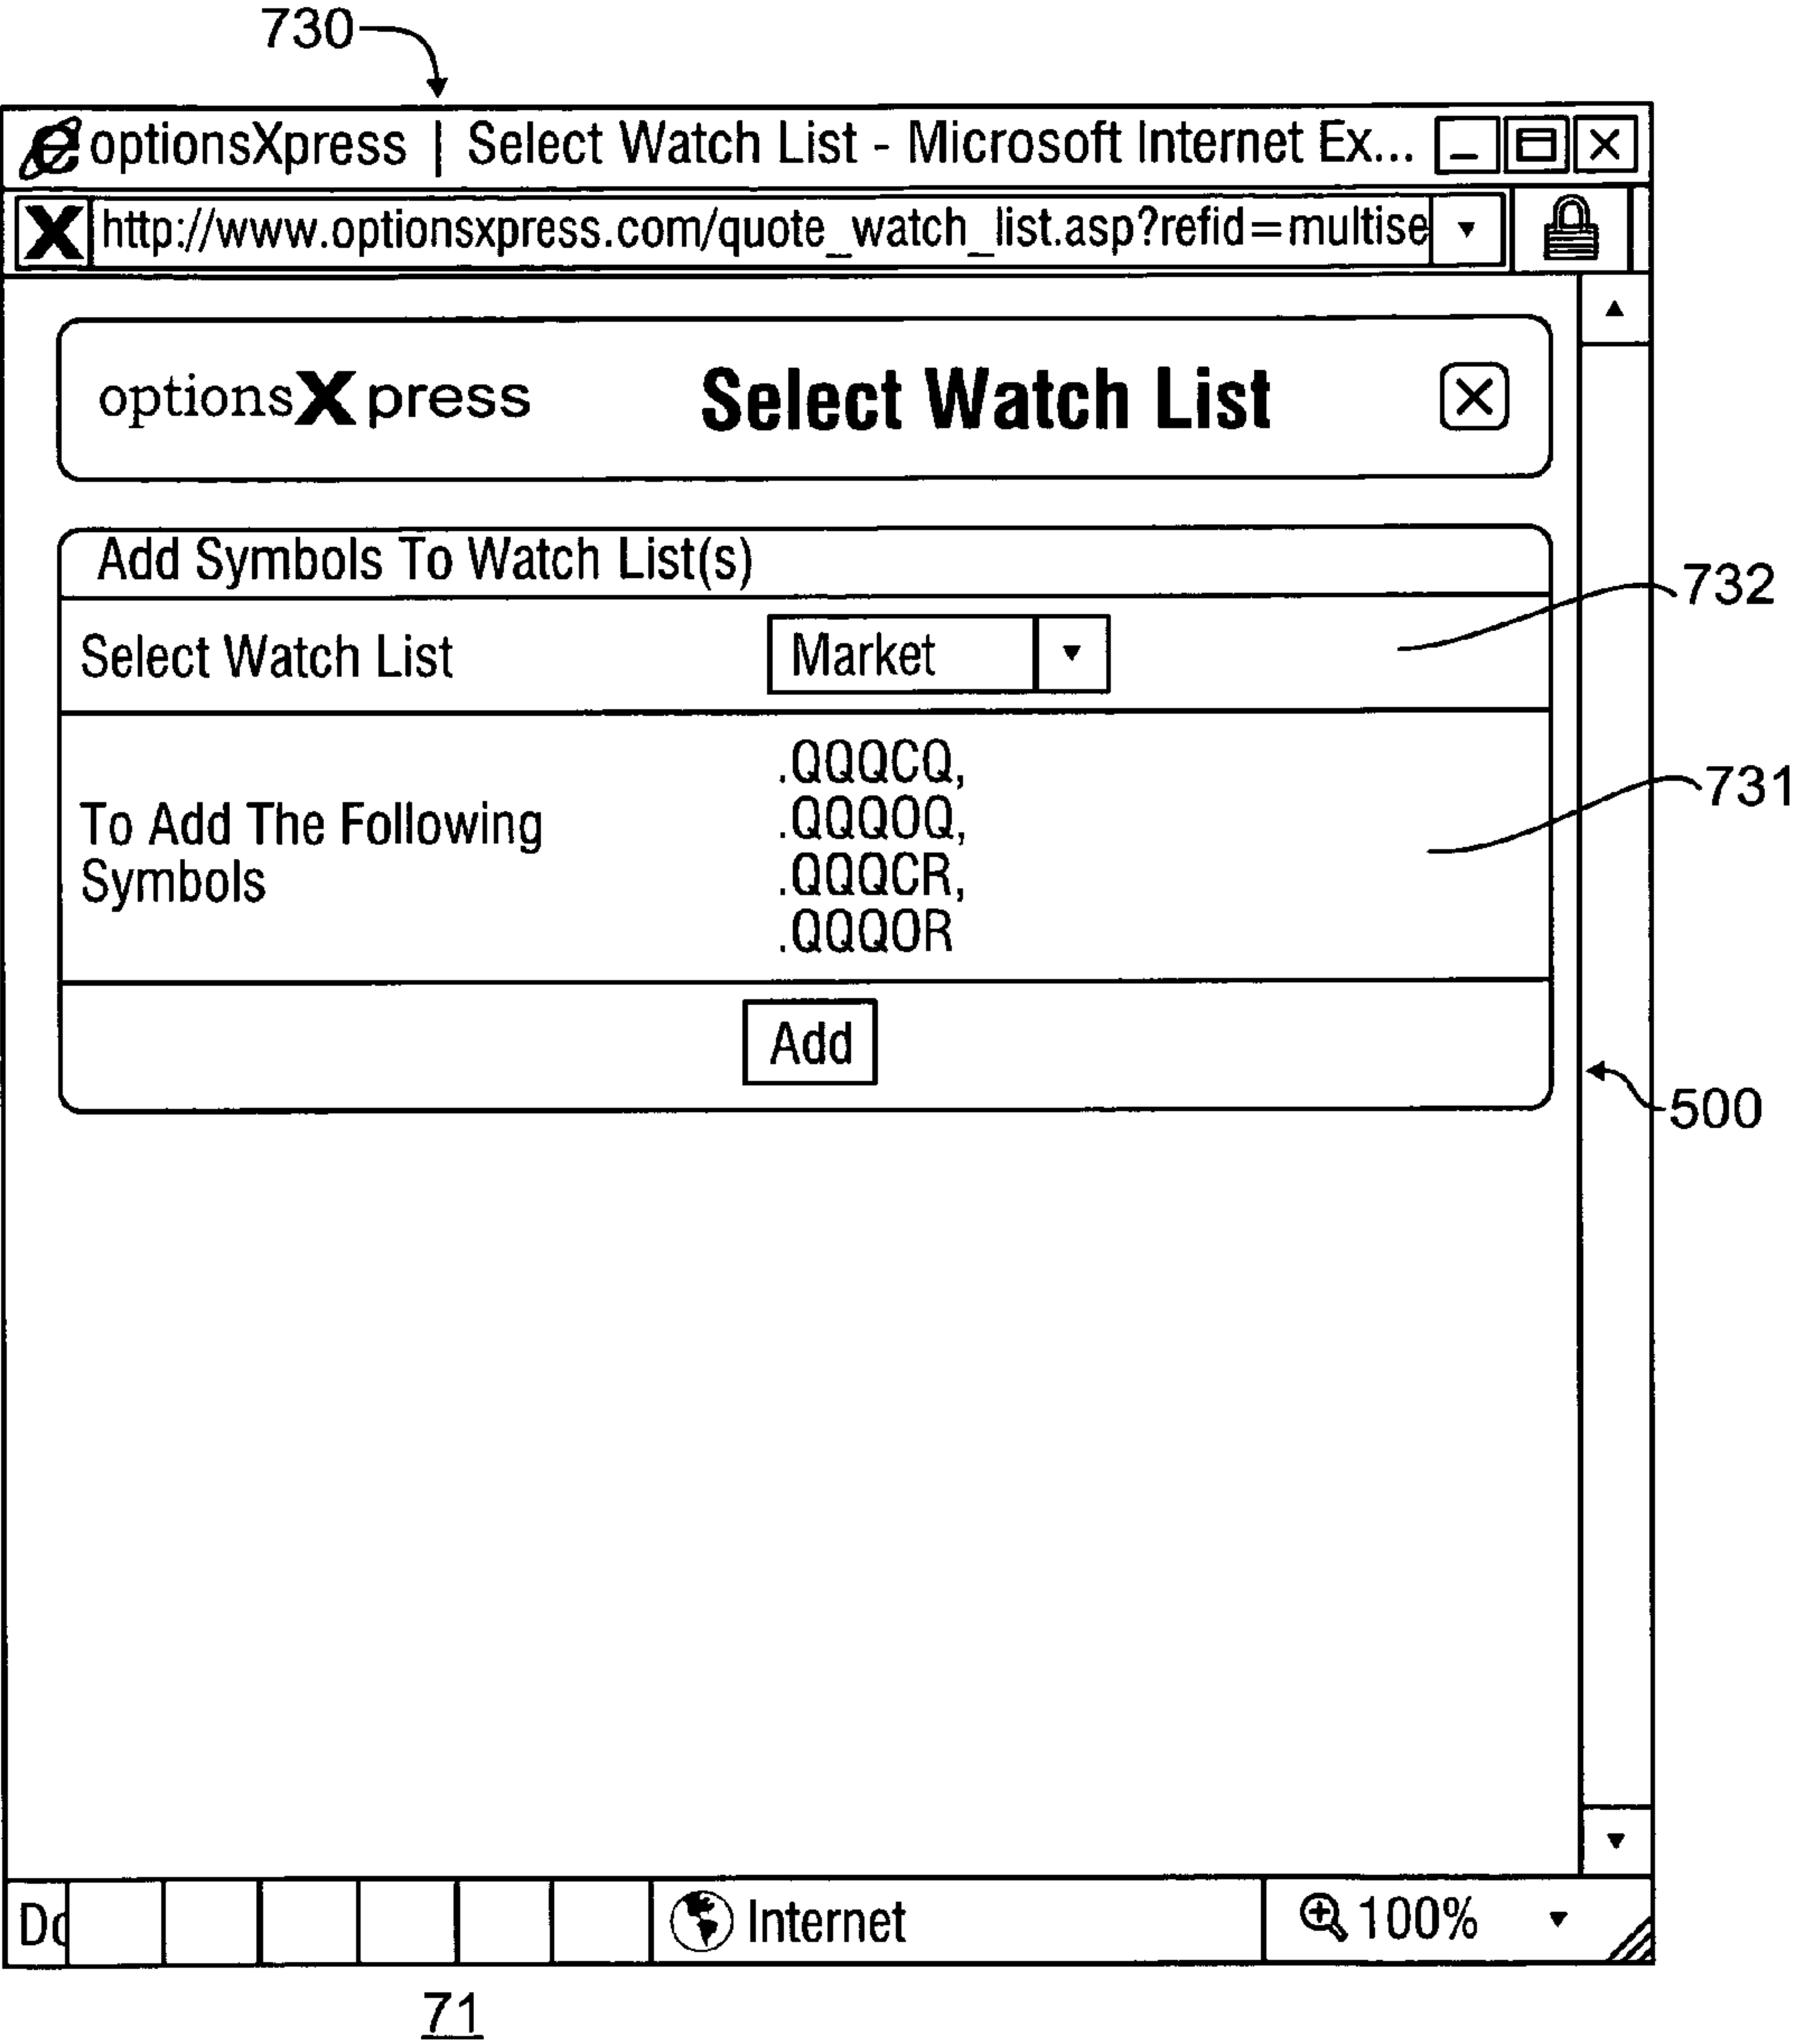 730
optionsXpress | Select Watch List - Microsoft Internet Ex...
X http://www.optionsxpress.com/quote_watch_list.asp?refid=multise
optionsXpress Select Watch List
Add Symbols To Watch List(s)
732
Select Watch List Market
.QQQCQ,
731
To Add The Following
.QQQOQ,
Symbols
.QQQCR,
.QQQOR
Add
500
Do Internet 100%
71